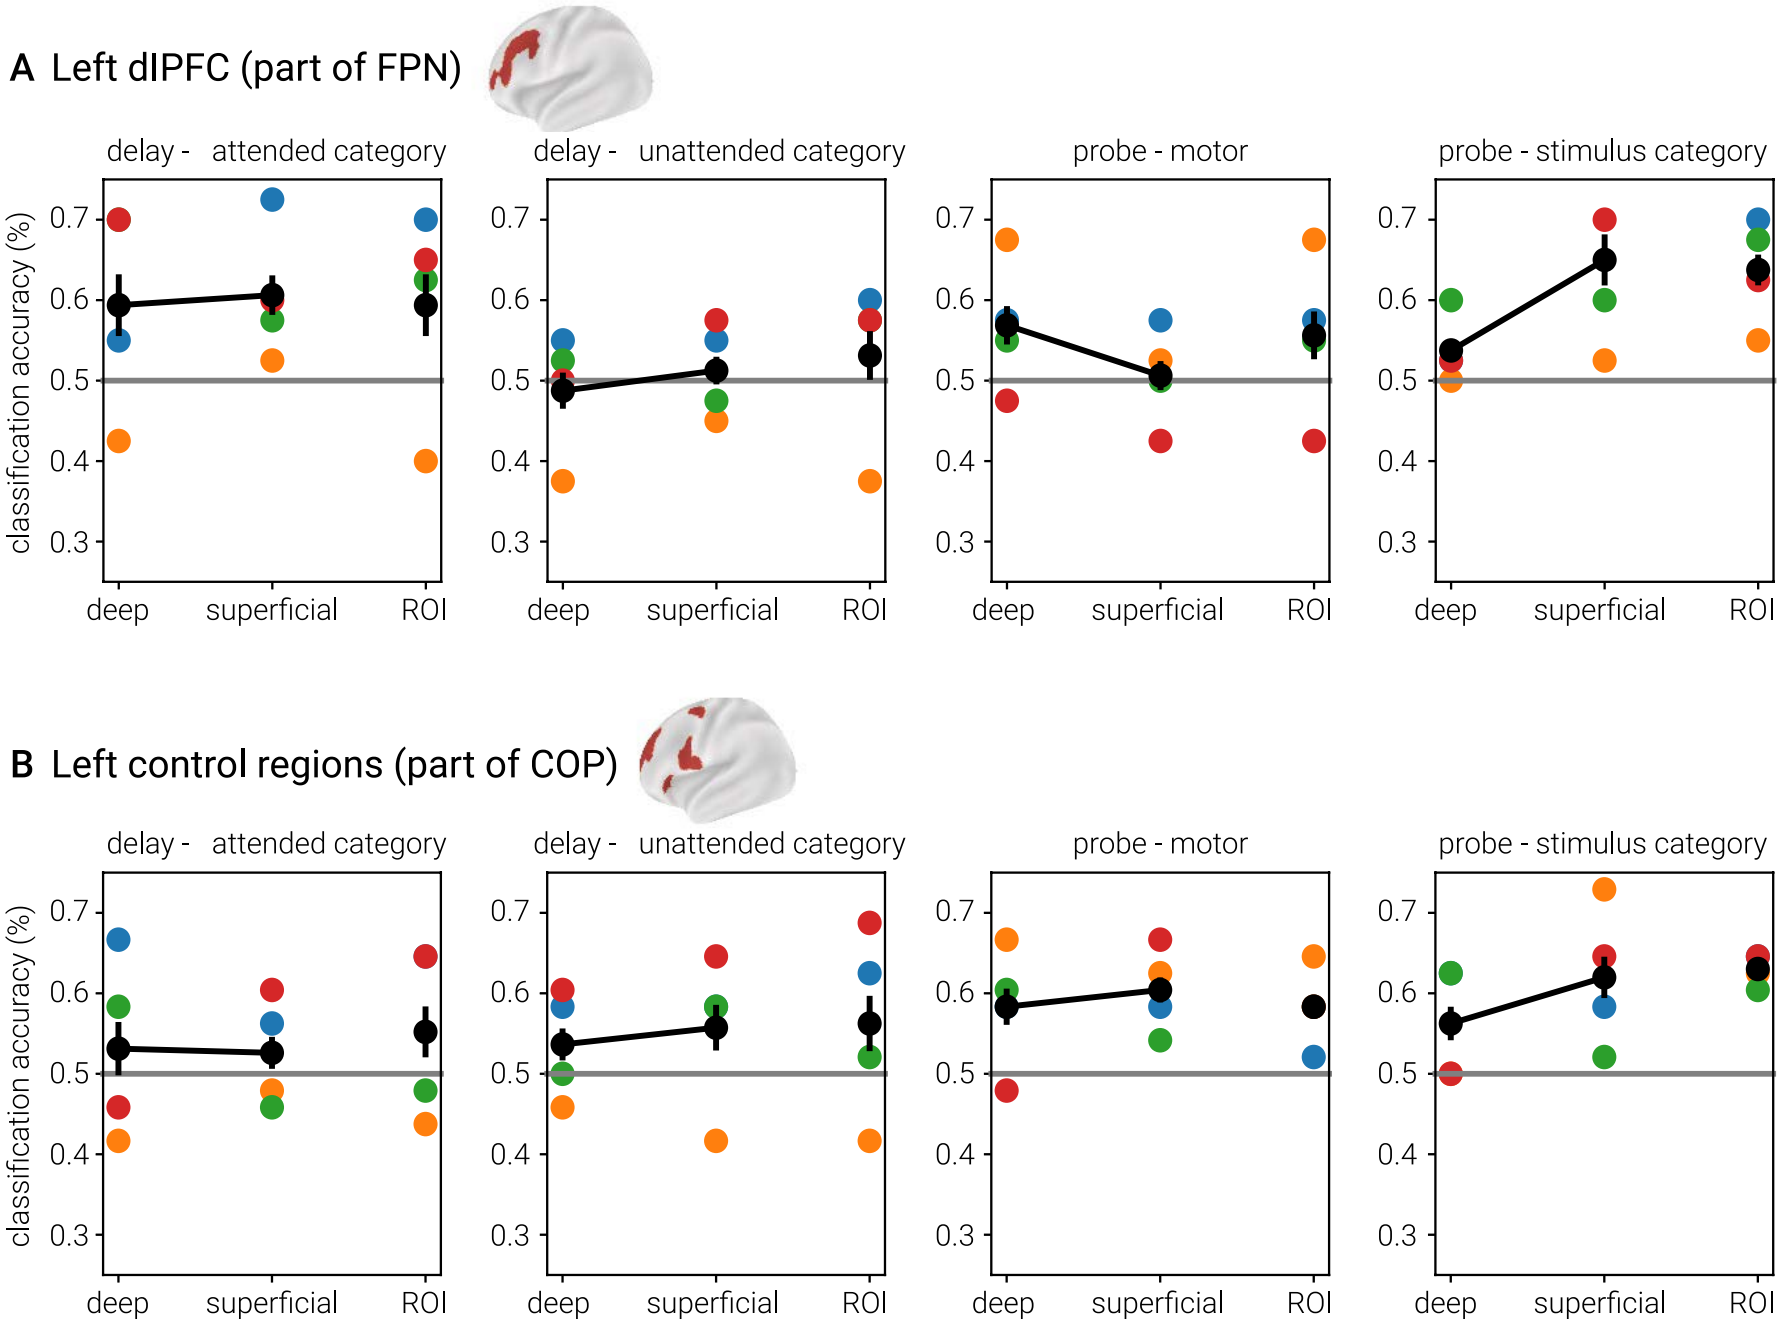 A Left dlPFC (part of FPN)
delay - attended category
delay - unattended category
probe - motor
probe - stimulus category
classification accuracy (%)
0.7
0.6
0.5
0.4
0.3
deep superficial ROI
0.7
0.6
0.5
0.4
0.3
deep superficial ROI
0.7
0.6
0.5
0.4
0.3
deep superficial ROI
0.7
0.6
0.5
0.4
0.3
deep superficial ROI
B Left control regions (part of COP)
delay - attended category
delay - unattended category
probe - motor
probe - stimulus category
classification accuracy (%)
0.7
0.6
0.5
0.4
0.3
deep superficial ROI
0.7
0.6
0.5
0.4
0.3
deep superficial ROI
0.7
0.6
0.5
0.4
0.3
deep superficial ROI
0.7
0.6
0.5
0.4
0.3
deep superficial ROI